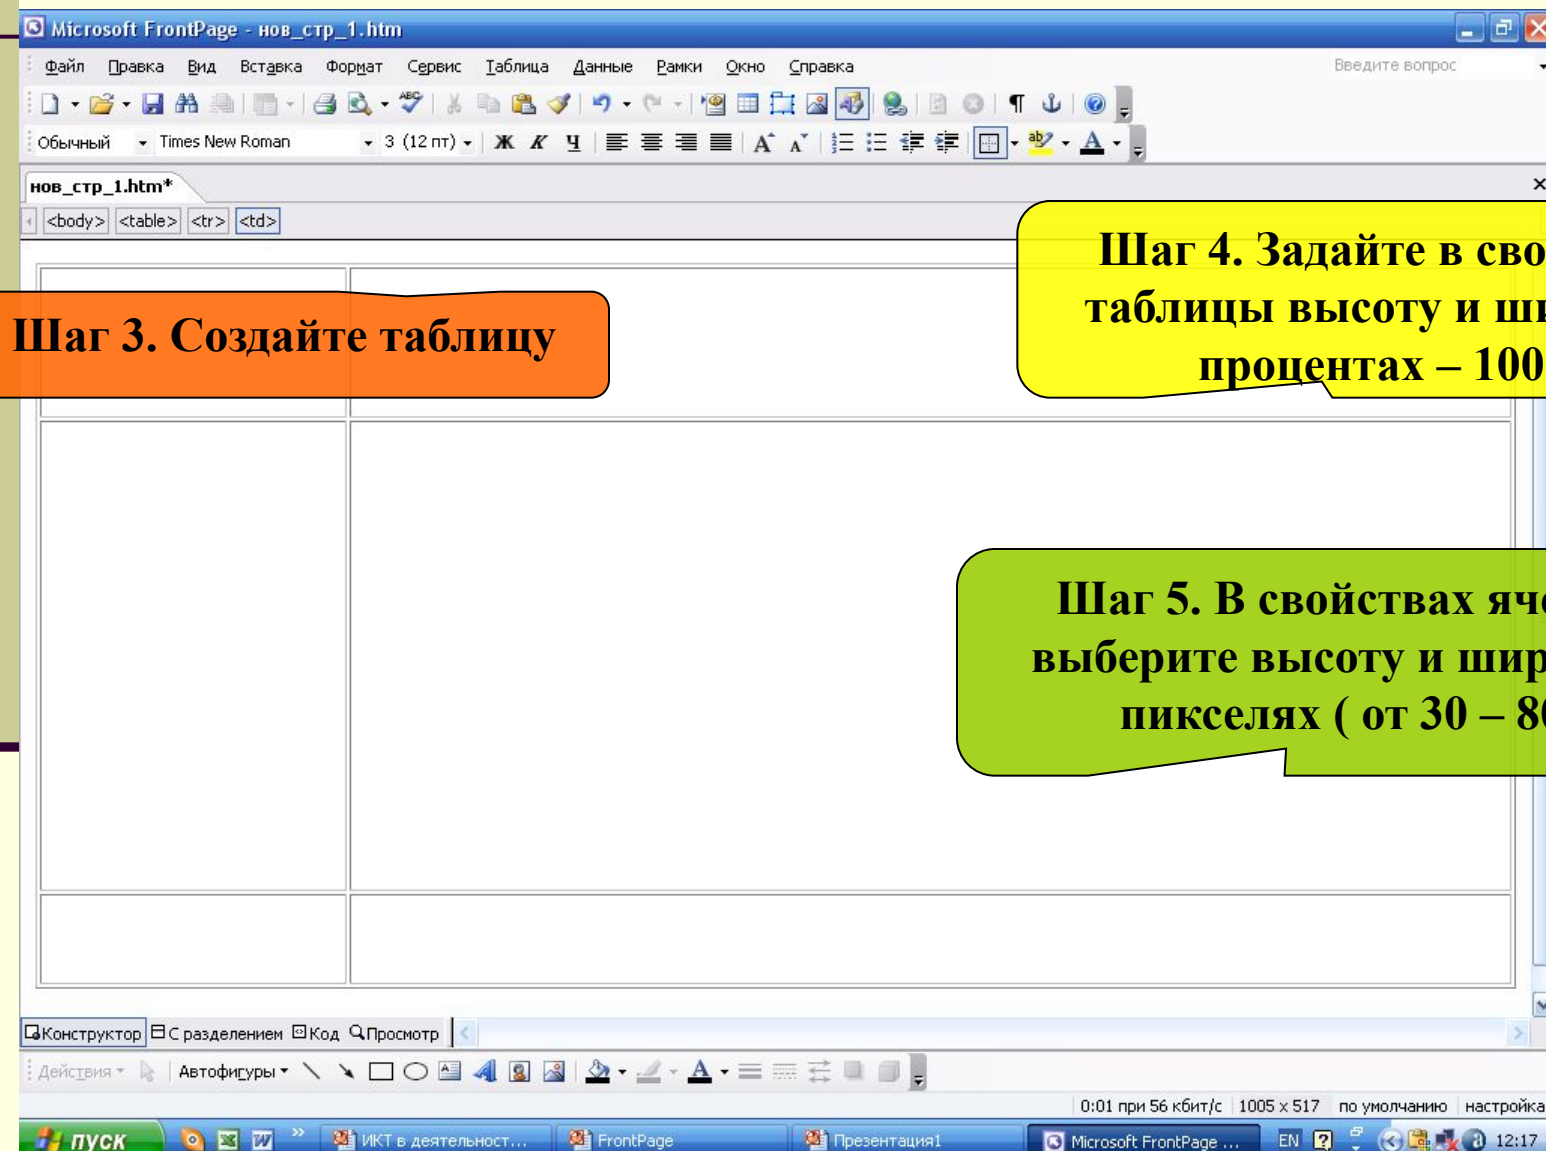 Microsoft FrontPage - нов_стр_1.htm
Файл Правка Вид Вставка Формат Сервис Таблица Данные Рамки Окно Справка Введите вопрос
Обычный Times New Roman 3 (12 пт) Ж К Ч
нов_стр_1.htm*
<body> <table> <tr> <td>
Шаг 4. Задайте в сво
таблицы высоту и ши
процентах – 100
Шаг 3. Создайте таблицу
Шаг 5. В свойствах яч
выберите высоту и шир
пикселях ( от 30 – 80
Конструктор С разделением Код Просмотр
Действия Автофигуры
0:01 при 56 кбит/с 1005 x 517 по умолчанию настройка
пуск ИКТ в деятельност... FrontPage Презентация1 Microsoft FrontPage ... EN 12:17